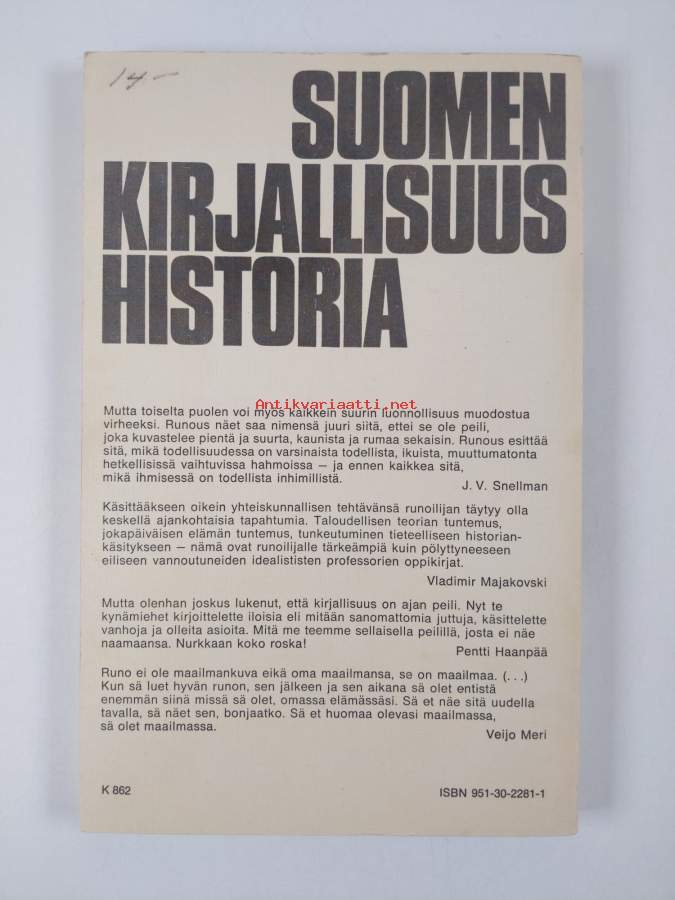 14.-
SUOMEN
KIRJALLISUUS
HISTORIA
Antikvariaatti.net
Mutta toiselta puolen voi myös kaikkein suurin luonnollisuus muodostua
virheeksi. Runous näet saa nimensä juuri siitä, ettei se ole peili,
joka kuvastelee pientä ja suurta, kaunista ja rumaa sekaisin. Runous esittää
sitä, mikä todellisuudessa on varsinaista todellista, ikuista, muuttumatonta
hetkellisissä vaihtuvissa hahmoissa — ja ennen kaikkea sitä,
mikä ihmisessä on todellista inhimillistä.
J. V. Snellman
Käsittääkseen oikein yhteiskunnallisen tehtävänsä runoilijan täytyy olla
keskellä ajankohtaisia tapahtumia. Taloudellisen teorian tuntemus,
jokapäiväisen elämän tuntemus, tunkeutuminen tieteelliseen historian-
käsitykseen — nämä ovat runoilijalle tärkeämpiä kuin pölyttyneeseen
eiliseen vannoutuneiden idealististen professorien oppikirjat.
Vladimir Majakovski
Mutta olenhan joskus lukenut, että kirjallisuus on ajan peili. Nyt te
kynämiehet kirjoittelette iloisia eli mitään sanomattomia juttuja, käsittelette
vanhoja ja olleita asioita. Mitä me teemme sellaisella peilillä, josta ei näe
naamaansa. Nurkkaan koko roska!
Pentti Haanpää
Runo ei ole maailmankuva eikä oma maailmansa, se on maailmaa. (. . .)
Kun sä luet hyvän runon, sen jälkeen ja sen aikana sä olet entistä
enemmän siinä missä sä olet, omassa elämässäsi. Sä et näe sitä uudella
tavalla, sä näet sen, bonjaatko. Sä et huomaa olevasi maailmassa,
sä olet maailmassa.
Veijo Meri
K 862
ISBN 951-30-2281-1